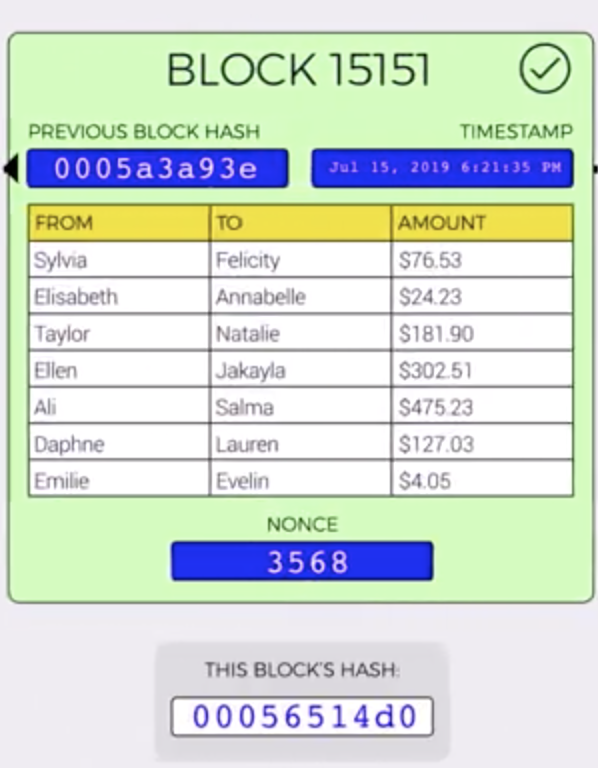 BLOCK 15151
PREVIOUS BLOCK HASH TIMESTAMP
0005a3a93e Jul 15, 2019 6:21:35 PM
FROM TO AMOUNT
Sylvia Felicity $76.53
Elisabeth Annabelle $24.23
Taylor Natalie $181.90
Ellen Jakayla $302.51
Ali Salma $475.23
Daphne Lauren $127.03
Emilie Evelin $4.05
NONCE
3568
THIS BLOCK'S HASH:
00056514d0